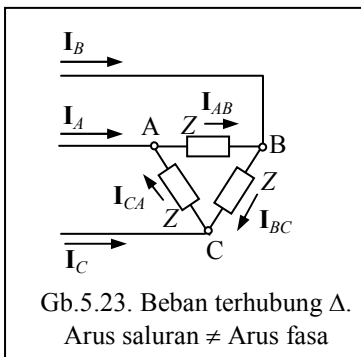 I_B
I_AB
I_A
A
Z
B
Z
I_CA
Z
I_BC
C
I_C
Gb.5.23. Beban terhubung Δ.
Arus saluran ≠ Arus fasa